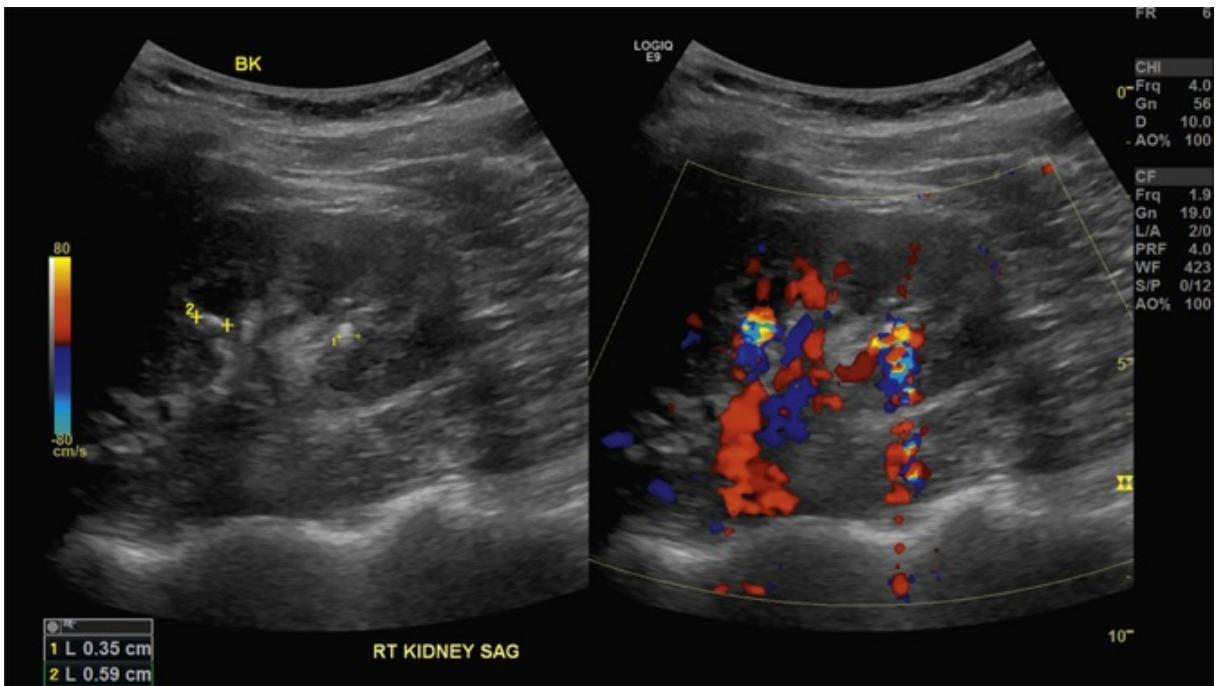 BK
LOGIQ
E9
FR 6
CHI
Frq 4.0
Gn 56
D 10.0
AO% 100
CF
Frq 1.9
Gn 19.0
L/A 2/0
PRF 4.0
WF 423
S/P 0/12
AO% 100
0
5
10
80
-80
cm/s
2
1
1 L 0.35 cm
2 L 0.59 cm
RT KIDNEY SAG